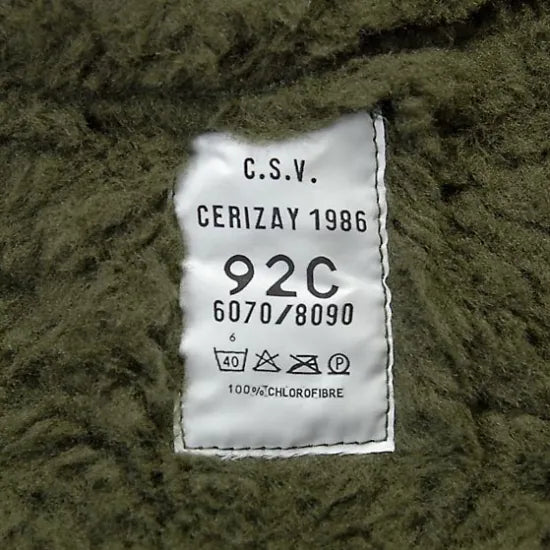 C.S.V.
CERIZAY 1986
92C
6070/8090
6
40 P
100% CHLOROFIBRE